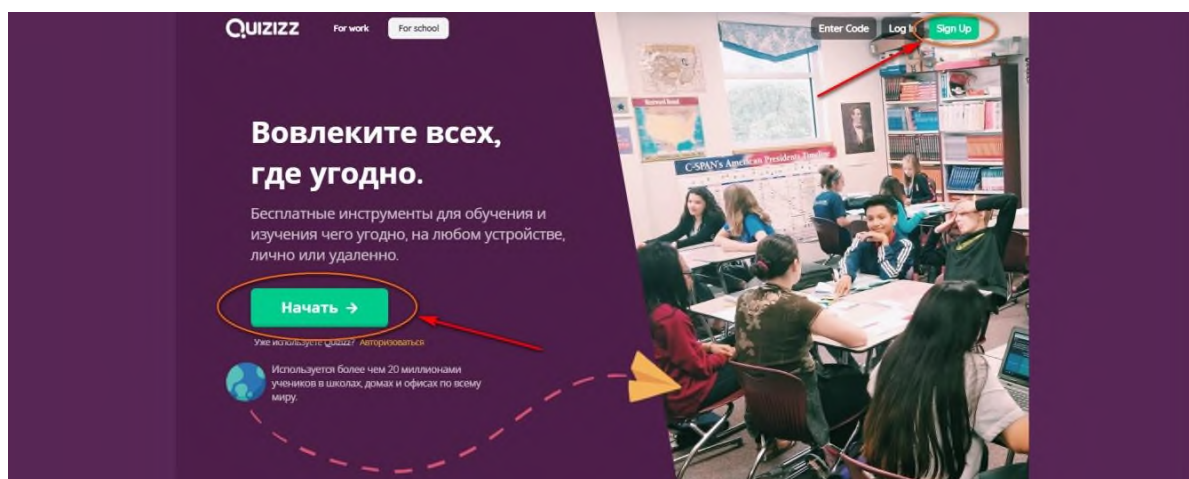 Quizizz
For work
For school
Enter Code
Log
Sign Up
Вовлеките всех,
где угодно.
Бесплатные инструменты для обучения и
изучения чего угодно, на любом устройстве,
лично или удаленно.
Начать →
Уже используете Quizizz? Авторизоваться
Используется более чем 20 миллионами
учеников в школах, домах и офисах по всему
миру.
C-SPAN's American Presidents Timeline